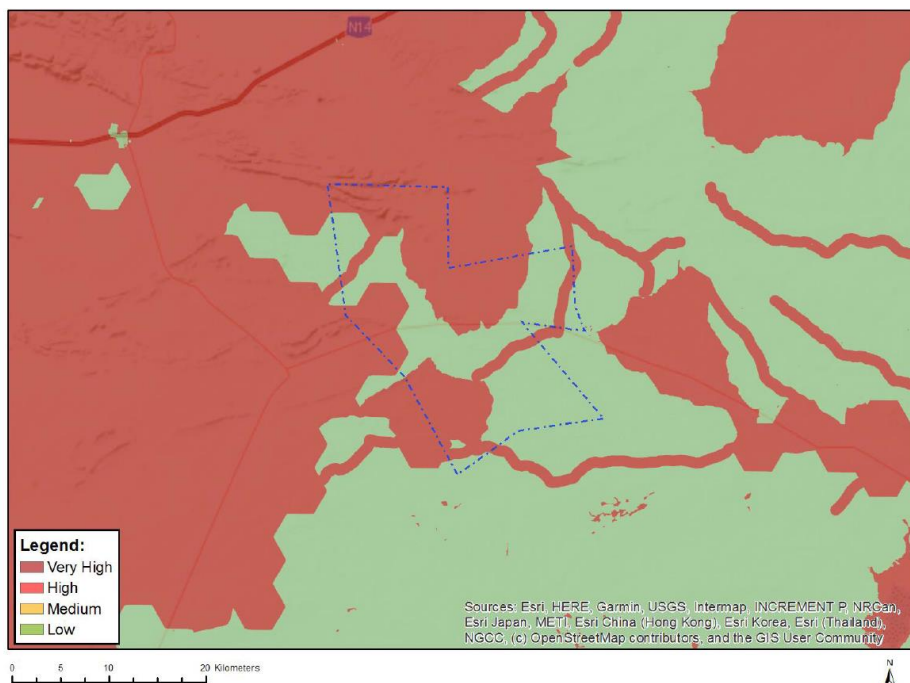 N14
Legend:
Very High
High
Medium
Low
Sources: Esri, HERE, Garmin, USGS, Intermap, INCREMENT P, NRCan,
Esri Japan, METI, Esri China (Hong Kong), Esri Korea, Esri (Thailand),
NGCC, (c) OpenStreetMap contributors, and the GIS User Community
0 5 10 20 Kilometers
N